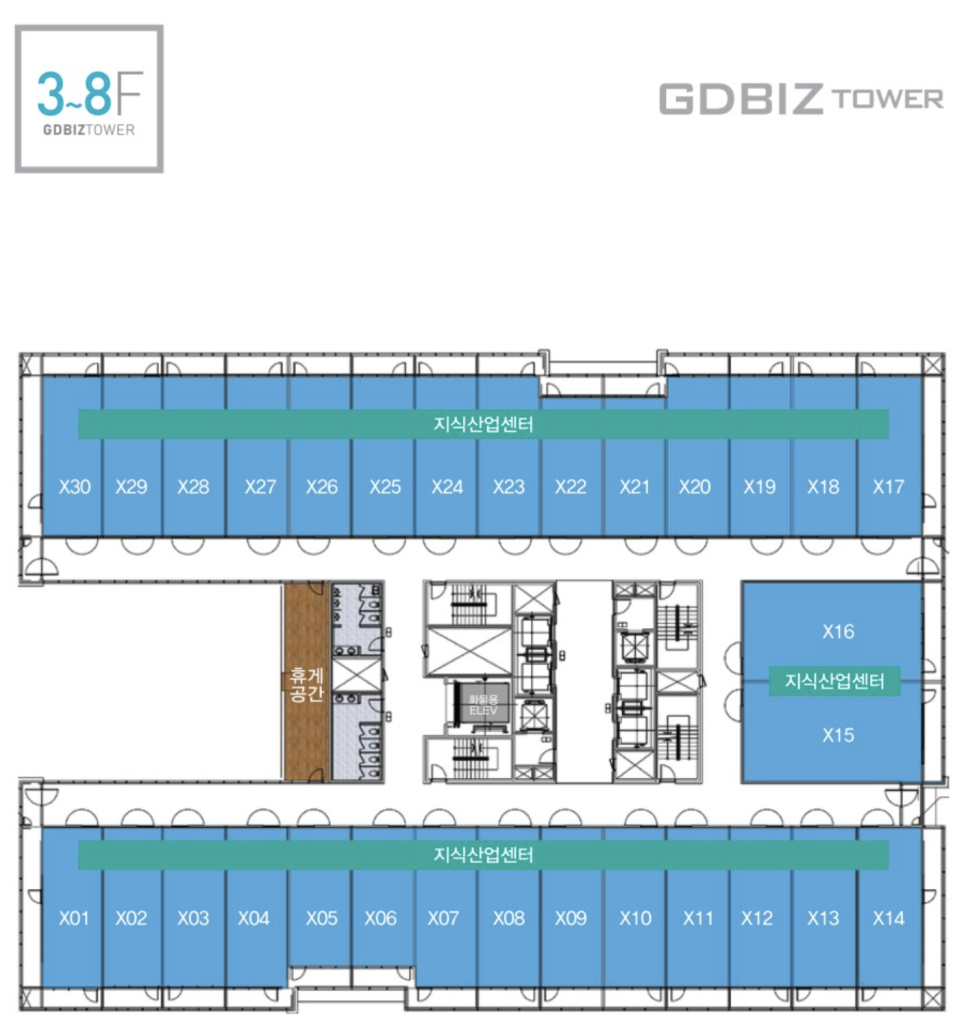 3~8F
GDBIZTOWER
GDBIZ TOWER
지식산업센터
X30 X29 X28 X27 X26 X25 X24 X23 X22 X21 X20 X19 X18 X17
X16
휴게
공간
지식산업센터
화물용
ELEV
X15
지식산업센터
X01 X02 X03 X04 X05 X06 X07 X08 X09 X10 X11 X12 X13 X14